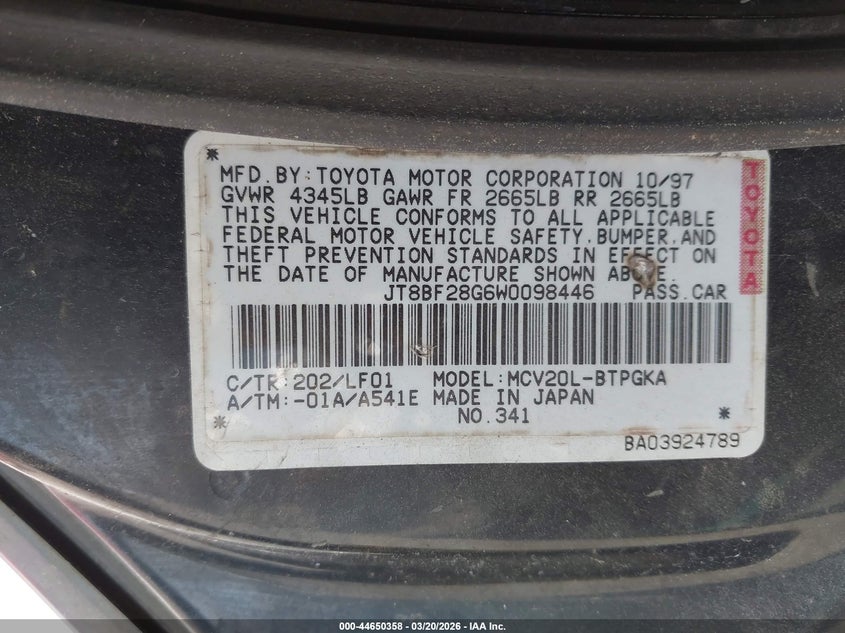 MFD.BY:TOYOTA MOTOR CORPORATION 10/97
GVWR 4345LB GAWR FR 2665LB RR 2665LB
THIS VEHICLE CONFORMS TO ALL APPLICABLE
FEDERAL MOTOR VEHICLE SAFETY,BUMPER,AND
THEFT PREVENTION STANDARDS IN EFFECT ON
THE DATE OF MANUFACTURE SHOWN ABOVE.
JT8BF28G6W0098446 PASS.CAR
TOYOTA
C/TR:202/LF01 MODEL:MCV20L-BTPGKA
A/TM:-01A/A541E MADE IN JAPAN
NO.341
BA03924789
000-44650358 | 03/20/2026 | IAA Inc.